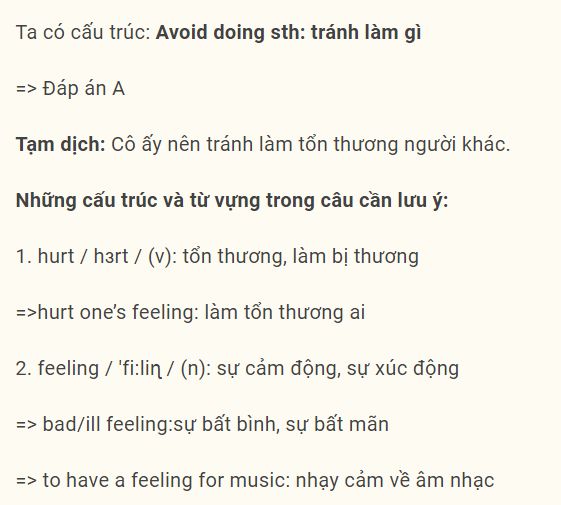 Ta có cấu trúc: Avoid doing sth: tránh làm gì
=> Đáp án A
Tạm dịch: Cô ấy nên tránh làm tổn thương người khác.
Những cấu trúc và từ vựng trong câu cần lưu ý:
1. hurt / hɜrt / (v): tổn thương, làm bị thương
=>hurt one’s feeling: làm tổn thương ai
2. feeling / 'fi:liɳ / (n): sự cảm động, sự xúc động
=> bad/ill feeling:sự bất bình, sự bất mãn
=> to have a feeling for music: nhạy cảm về âm nhạc